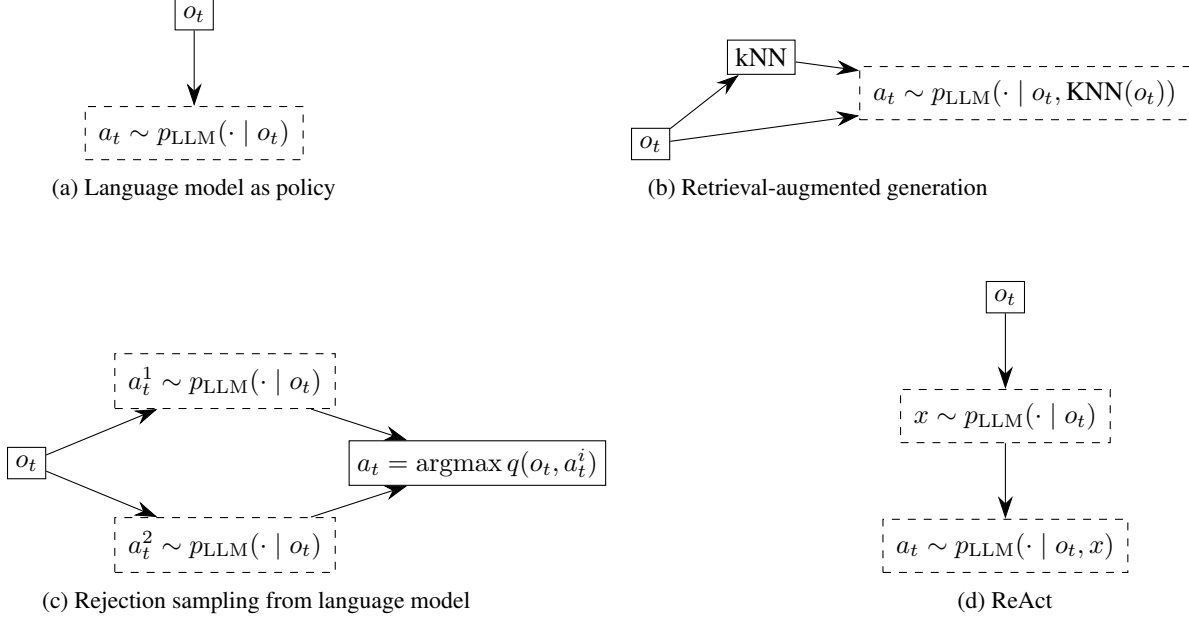 o_t
a_t ∼ p_LLM(· | o_t)
(a) Language model as policy
kNN
o_t
a_t ∼ p_LLM(· | o_t, KNN(o_t))
(b) Retrieval-augmented generation
o_t
a_t^1 ∼ p_LLM(· | o_t)
a_t^2 ∼ p_LLM(· | o_t)
a_t = argmax q(o_t, a_t^i)
(c) Rejection sampling from language model
o_t
x ∼ p_LLM(· | o_t)
a_t ∼ p_LLM(· | o_t, x)
(d) ReAct